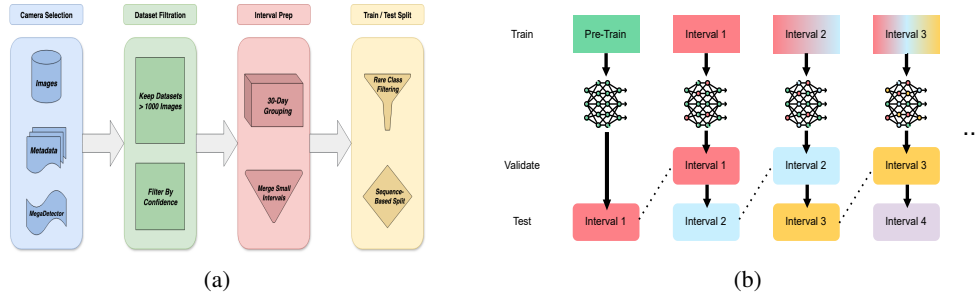 Camera Selection
Images
Metadata
MegaDetector
Dataset Filtration
Keep Datasets
> 1000 Images
Filter By
Confidence
Interval Prep
30-Day
Grouping
Merge Small
Intervals
Train / Test Split
Rare Class
Filtering
Sequence-
Based Split
(a)
Train
Pre-Train
Interval 1
Interval 2
Interval 3
...
Validate
Interval 1
Interval 2
Interval 3
Test
Interval 1
Interval 2
Interval 3
Interval 4
(b)